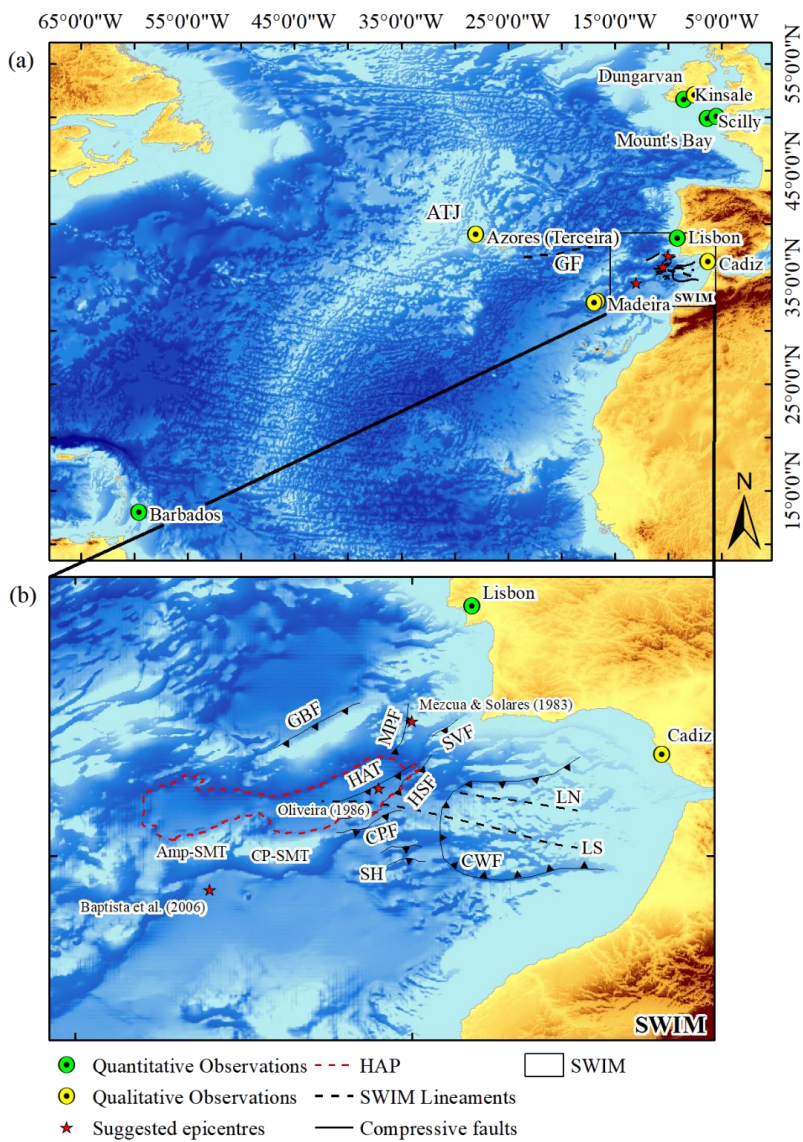 65°0'0"W 55°0'0"W 45°0'0"W 35°0'0"W 25°0'0"W 15°0'0"W 5°0'0"W
(a)
55°0'0"N
Dungarvan
Kinsale
Scilly
Mount's Bay
45°0'0"N
ATJ
Azores (Terceira)
Lisbon
GF
Cadiz
35°0'0"N
SWIM
Madeira
25°0'0"N
15°0'0"N
N
Barbados
(b)
Lisbon
Mezcua & Solares (1983)
GBF
MPF
SVF
Cadiz
HAT
HSF
Oliveira (1986)
LN
CPF
LS
Amp-SMT
CP-SMT
CWF
SH
Baptista et al. (2006)
SWIM
Quantitative Observations HAP SWIM
Qualitative Observations SWIM Lineaments
Suggested epicentres Compressive faults